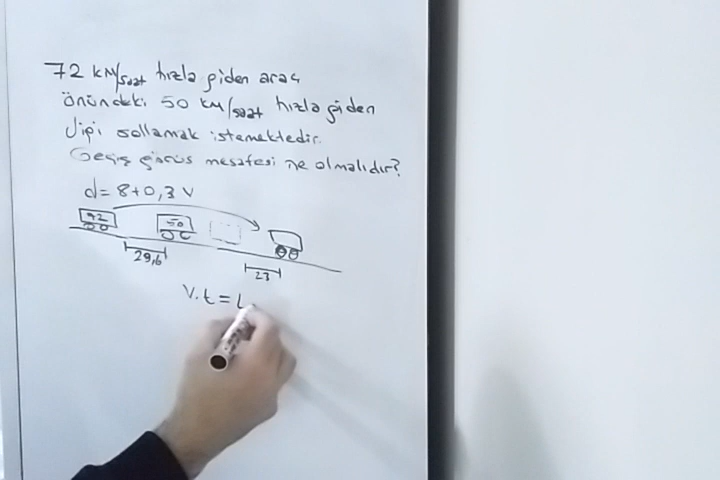 72 KM/saat hızla giden araç
önündeki 50 KM/saat hızla giden
Jipi sollamak istemektedir.
Geçiş görüş mesafesi ne olmalıdır?
d = 8+0,3 V
72 50
29,6 23
V.t = L